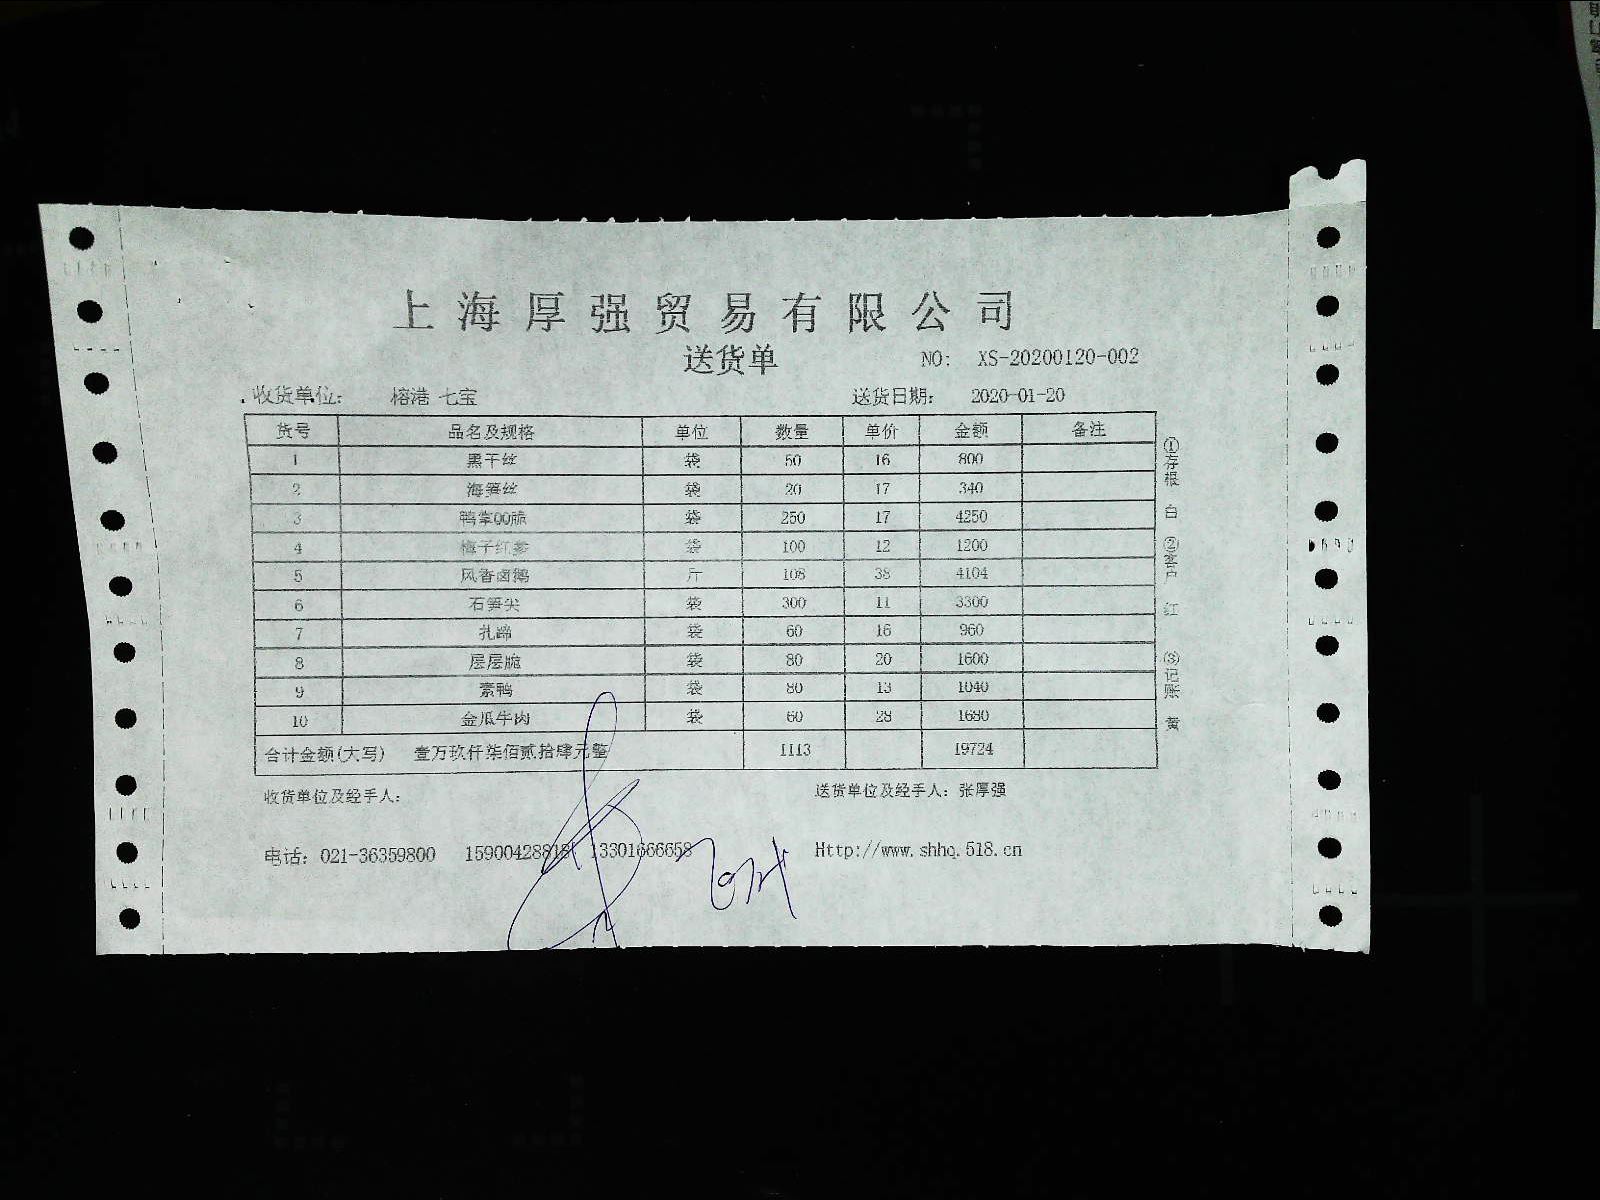 上海厚强贸易有限公司
送货单 NO: XS-20200120-002
收货单位: 榕港 七宝 送货日期: 2020-01-20
货号 品名及规格 单位 数量 单价 金额 备注
1 黑干丝 袋 50 16 800
2 海笋丝 袋 20 17 340
3 鸭掌QQ脆 袋 250 17 4250
4 梅子红参 袋 100 12 1200
5 风香卤鹅 斤 108 38 4104
6 石笋尖 袋 300 11 3300
7 扎蹄 袋 60 16 960
8 层层脆 袋 80 20 1600
9 素鸭 袋 80 13 1040
10 金瓜牛肉 袋 60 28 1680
合计金额(大写) 壹万玖仟柒佰贰拾肆元整 1113 19724
收货单位及经手人: 送货单位及经手人: 张厚强
电话: 021-36359800 15900428818 13301666658 Http://www.shhq.518.cn
①存根 白 ②客户 红 ③记账 黄